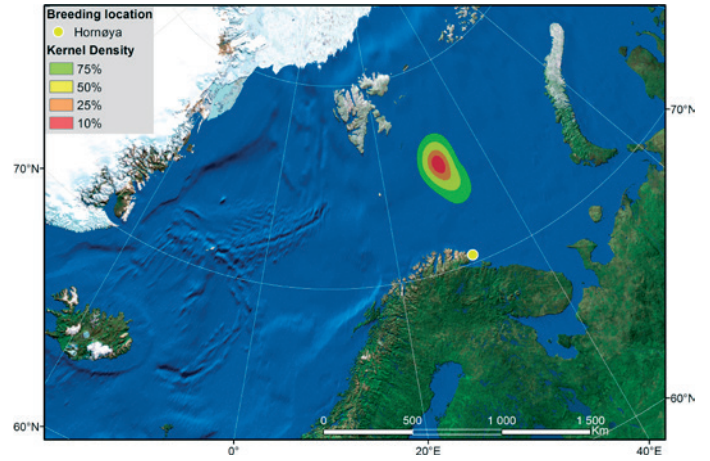 Breeding location
Hornøya
Kernel Density
75%
50%
25%
10%
70°N
70°N
60°N
60°N
0 500 1 000 1 500
Km
0°
20°E
40°E